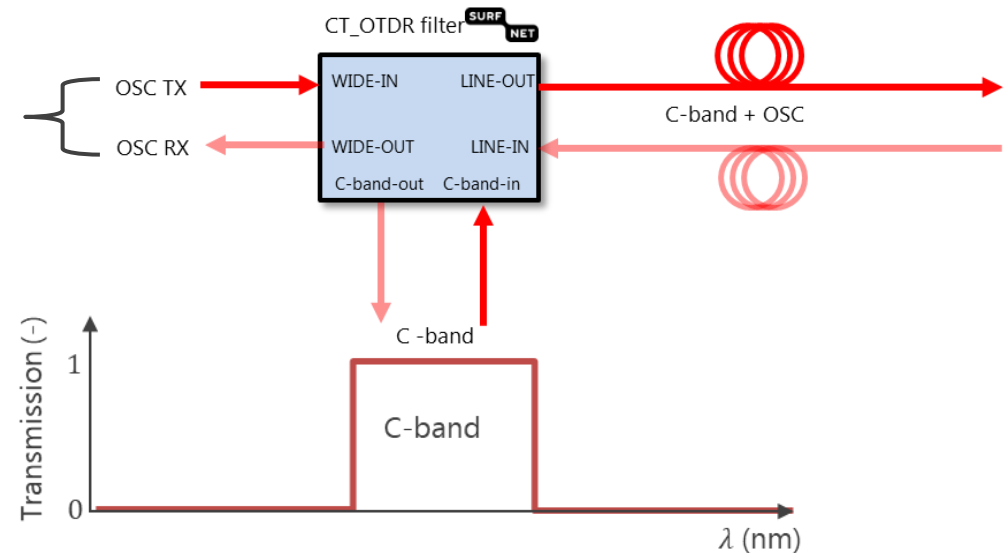 CT_OTDR filter
SURF
NET
OSC TX
WIDE-IN
LINE-OUT
C-band + OSC
OSC RX
WIDE-OUT
LINE-IN
C-band-out
C-band-in
C -band
Transmission (-)
1
C-band
0
λ (nm)